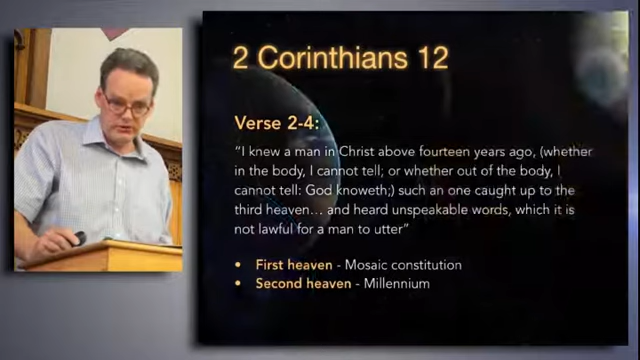 2 Corinthians 12
Verse 2-4:
“I knew a man in Christ above fourteen years ago, (whether
in the body, I cannot tell; or whether out of the body, I
cannot tell: God knoweth;) such an one caught up to the
third heaven… and heard unspeakable words, which it is
not lawful for a man to utter”
• First heaven - Mosaic constitution
• Second heaven - Millennium